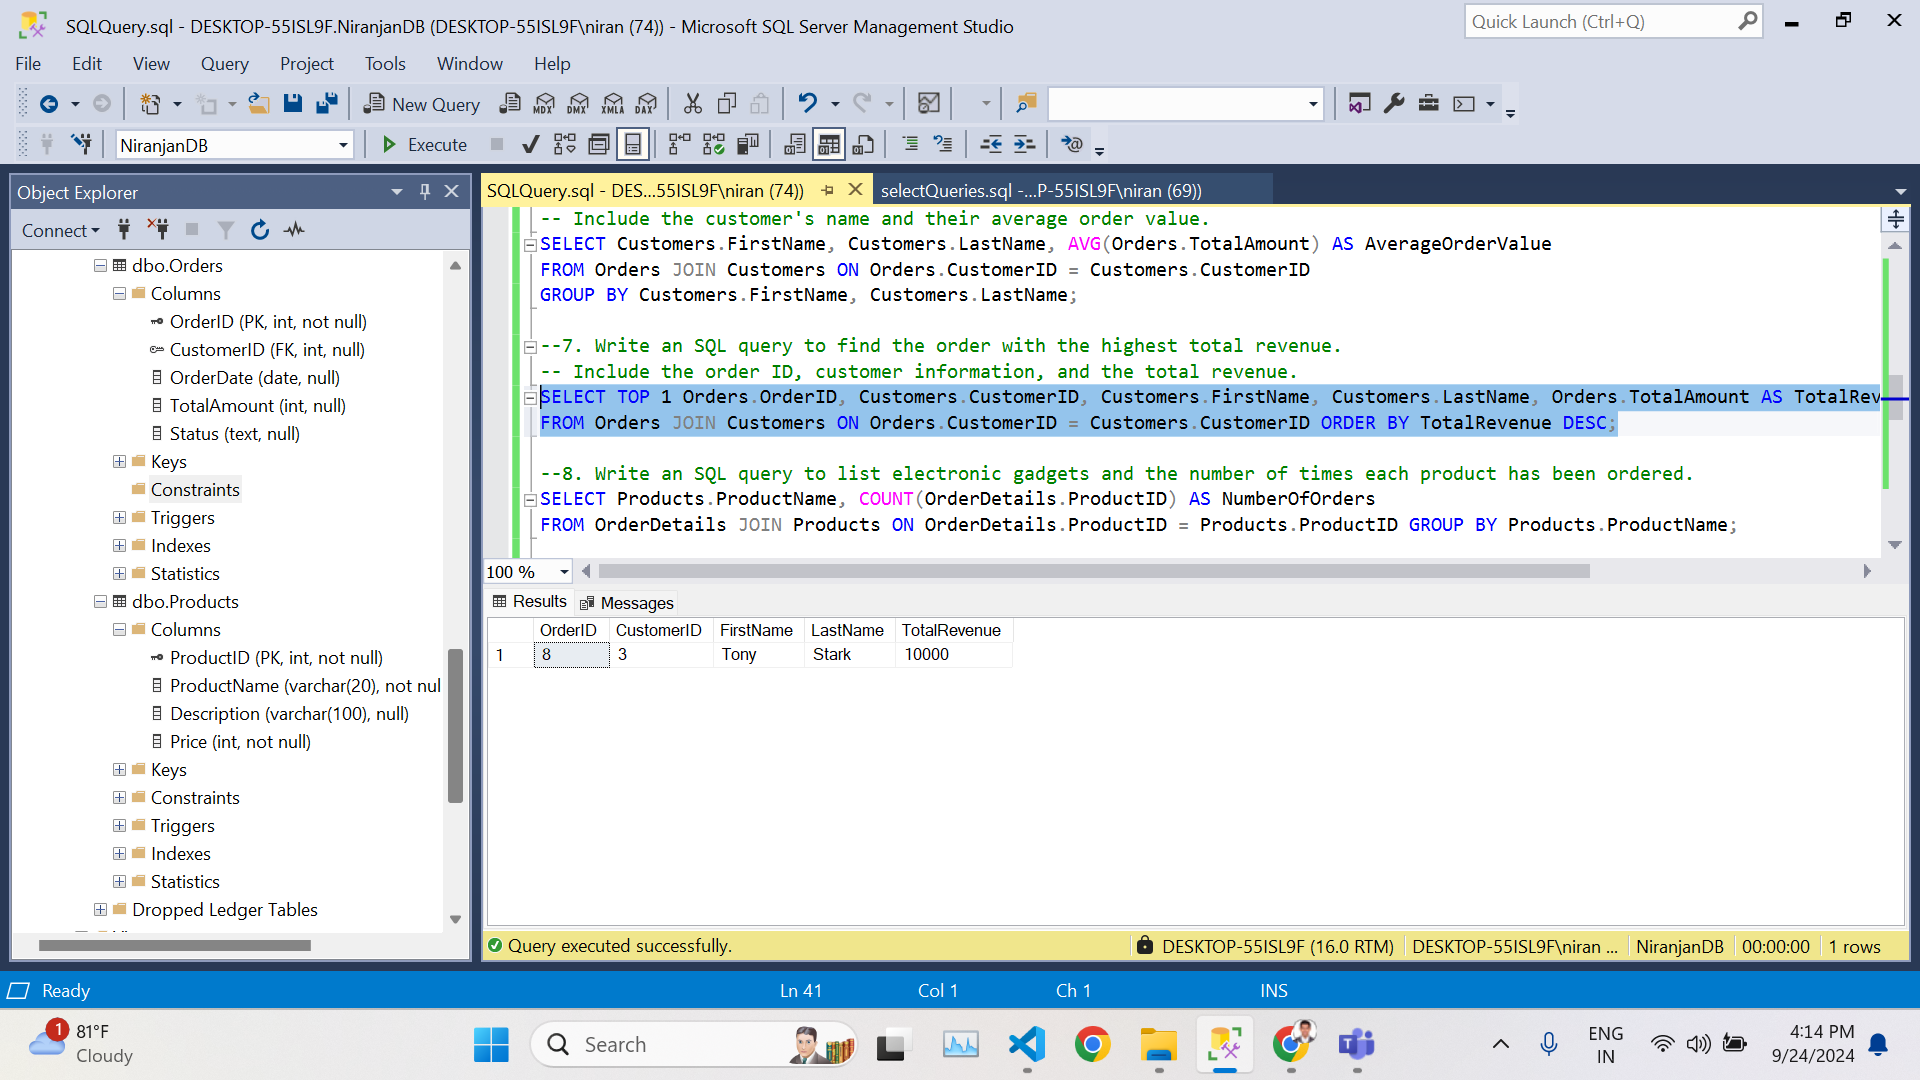 SQLQuery.sql - DESKTOP-55ISL9F.NiranjanDB (DESKTOP-55ISL9F\niran (74)) - Microsoft SQL Server Management Studio
Quick Launch (Ctrl+Q)
File Edit View Query Project Tools Window Help
New Query MDX DMX XMLA DAX
NiranjanDB
Execute
Object Explorer
SQLQuery.sql - DES...55ISL9F\niran (74))
selectQueries.sql -...P-55ISL9F\niran (69))
Connect
dbo.Orders
Columns
OrderID (PK, int, not null)
CustomerID (FK, int, null)
OrderDate (date, null)
TotalAmount (int, null)
Status (text, null)
Keys
Constraints
Triggers
Indexes
Statistics
dbo.Products
Columns
ProductID (PK, int, not null)
ProductName (varchar(20), not nul
Description (varchar(100), null)
Price (int, not null)
Keys
Constraints
Triggers
Indexes
Statistics
Dropped Ledger Tables
-- Include the customer's name and their average order value.
SELECT Customers.FirstName, Customers.LastName, AVG(Orders.TotalAmount) AS AverageOrderValue
FROM Orders JOIN Customers ON Orders.CustomerID = Customers.CustomerID
GROUP BY Customers.FirstName, Customers.LastName;
--7. Write an SQL query to find the order with the highest total revenue.
-- Include the order ID, customer information, and the total revenue.
SELECT TOP 1 Orders.OrderID, Customers.CustomerID, Customers.FirstName, Customers.LastName, Orders.TotalAmount AS TotalRev
FROM Orders JOIN Customers ON Orders.CustomerID = Customers.CustomerID ORDER BY TotalRevenue DESC;
--8. Write an SQL query to list electronic gadgets and the number of times each product has been ordered.
SELECT Products.ProductName, COUNT(OrderDetails.ProductID) AS NumberOfOrders
FROM OrderDetails JOIN Products ON OrderDetails.ProductID = Products.ProductID GROUP BY Products.ProductName;
100 %
Results Messages
OrderID CustomerID FirstName LastName TotalRevenue
1 8 3 Tony Stark 10000
Query executed successfully.
DESKTOP-55ISL9F (16.0 RTM) DESKTOP-55ISL9F\niran ... NiranjanDB 00:00:00 1 rows
Ready
Ln 41 Col 1 Ch 1 INS
1
81°F
Cloudy
Search
ENG
IN
4:14 PM
9/24/2024